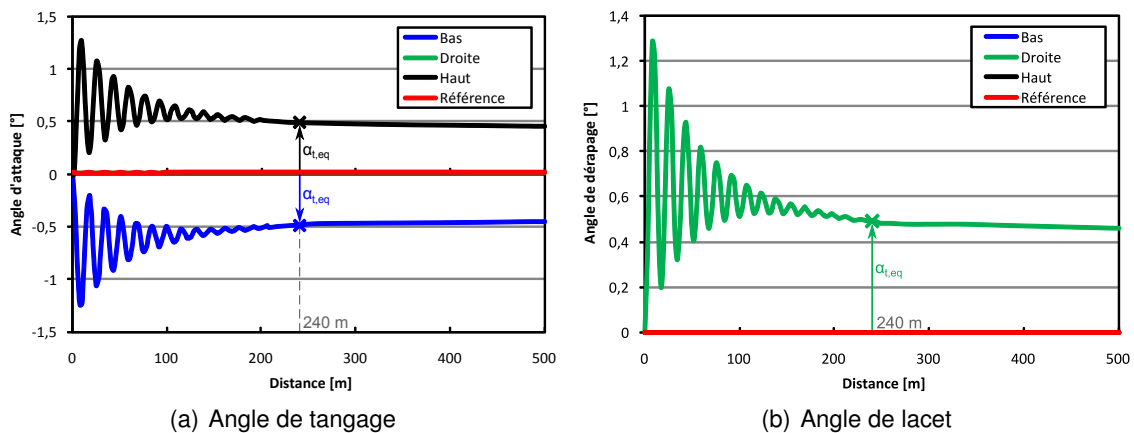 1,5
1
0,5
0
-0,5
-1
-1,5
Angle d'attaque [°]
Bas
Droite
Haut
Référence
α t,eq
α t,eq
240 m
0 100 200 300 400 500
Distance [m]
(a) Angle de tangage
1,4
1,2
1
0,8
0,6
0,4
0,2
0
Angle de dérapage [°]
Bas
Droite
Haut
Référence
α t,eq
240 m
0 100 200 300 400 500
Distance [m]
(b) Angle de lacet